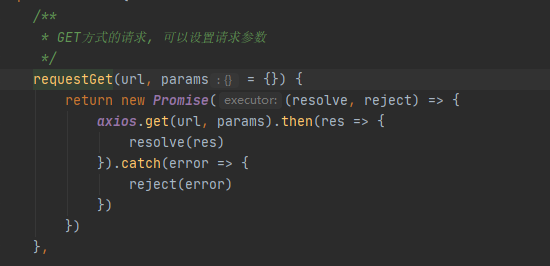 /**
 * GET方式的请求, 可以设置请求参数
 */
requestGet(url, params : {} = {}) {
    return new Promise( executor: (resolve, reject) => {
        axios.get(url, params).then(res => {
            resolve(res)
        }).catch(error => {
            reject(error)
        })
    })
},